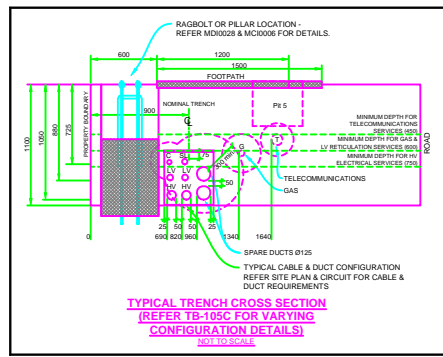 RAGBOLT OR PILLAR LOCATION -
REFER MDI0028 & MCI0006 FOR DETAILS.
600
1200
1500
FOOTPATH
900
NOMINAL TRENCH
Pit 5
PROPERTY BOUNDARY
ROAD
1100
1050
880
725
MINIMUM DEPTH FOR
TELECOMMUNICATIONS
SERVICES (450)
MINIMUM DEPTH FOR GAS &
LV RETICULATION SERVICES (600)
MINIMUM DEPTH FOR HV
ELECTRICAL SERVICES (750)
C
75
300 min
G
T
LV
LV
HV
HV
50
TELECOMMUNICATIONS
GAS
25
50
50
25
0
690
820
960
1340
1640
SPARE DUCTS Ø125
TYPICAL CABLE & DUCT CONFIGURATION
REFER SITE PLAN & CIRCUIT FOR CABLE &
DUCT REQUIREMENTS
TYPICAL TRENCH CROSS SECTION
(REFER TB-105C FOR VARYING
CONFIGURATION DETAILS)
NOT TO SCALE